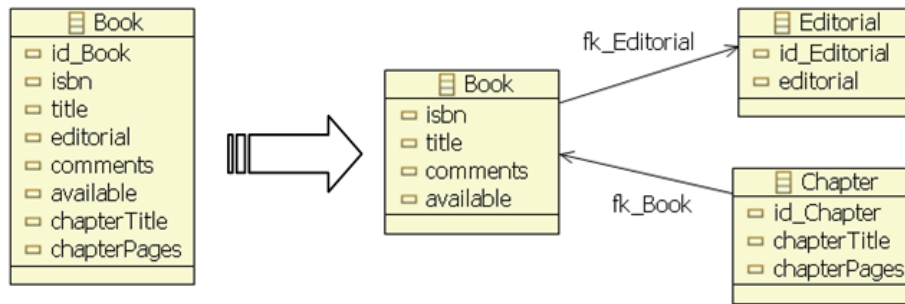 Book
id_Book
isbn
title
editorial
comments
available
chapterTitle
chapterPages
Book
isbn
title
comments
available
fk_Editorial
fk_Book
Editorial
id_Editorial
editorial
Chapter
id_Chapter
chapterTitle
chapterPages